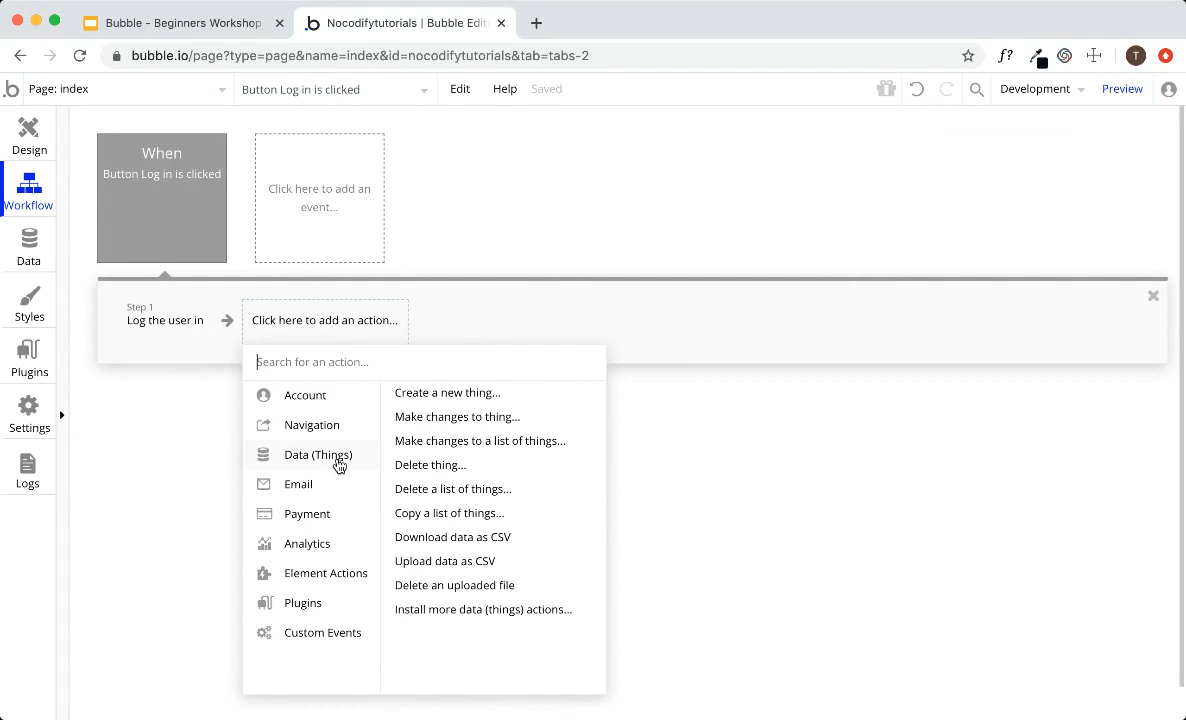 Bubble - Beginners Workshop
Nocodifytutorials | Bubble Edit
bubble.io/page?type=page&name=index&id=nocodifytutorials&tab=tabs-2
f?
T
b
Page: index
Button Log in is clicked
Edit
Help
Saved
Development
Preview
Design
Workflow
Data
Styles
Plugins
Settings
Logs
When
Button Log in is clicked
Click here to add an
event...
Step 1
Log the user in
Click here to add an action...
Search for an action...
Account
Navigation
Data (Things)
Email
Payment
Analytics
Element Actions
Plugins
Custom Events
Create a new thing...
Make changes to thing...
Make changes to a list of things...
Delete thing...
Delete a list of things...
Copy a list of things...
Download data as CSV
Upload data as CSV
Delete an uploaded file
Install more data (things) actions...